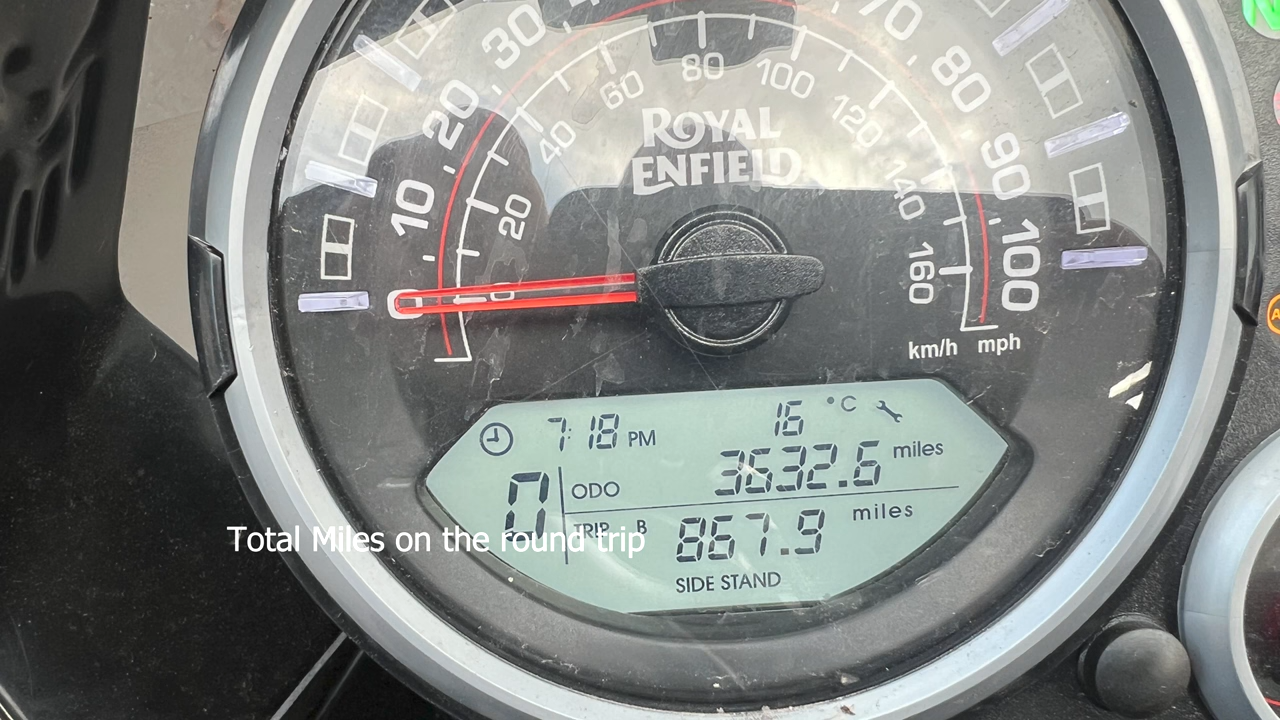 30
70
20
80
10
90
0
100
60
80
100
40
120
20
140
160
ROYAL
ENFIELD
km/h mph
7:18 PM
16 °C
ODO 3632.6 miles
0
TRIP B 867.9 miles
SIDE STAND
Total Miles on the round trip